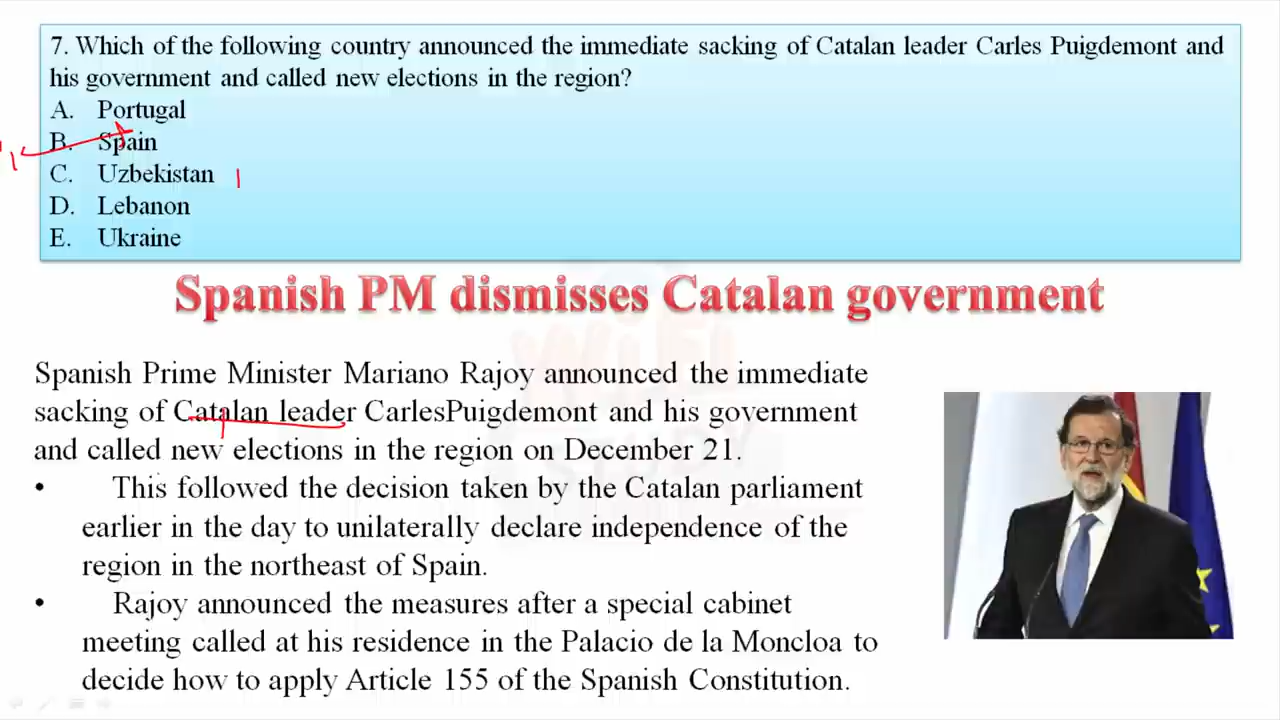 7. Which of the following country announced the immediate sacking of Catalan leader Carles Puigdemont and
his government and called new elections in the region?
A. Portugal
B. Spain
C. Uzbekistan
D. Lebanon
E. Ukraine
Spanish PM dismisses Catalan government
Spanish Prime Minister Mariano Rajoy announced the immediate
sacking of Catalan leader CarlesPuigdemont and his government
and called new elections in the region on December 21.
• This followed the decision taken by the Catalan parliament
earlier in the day to unilaterally declare independence of the
region in the northeast of Spain.
• Rajoy announced the measures after a special cabinet
meeting called at his residence in the Palacio de la Moncloa to
decide how to apply Article 155 of the Spanish Constitution.